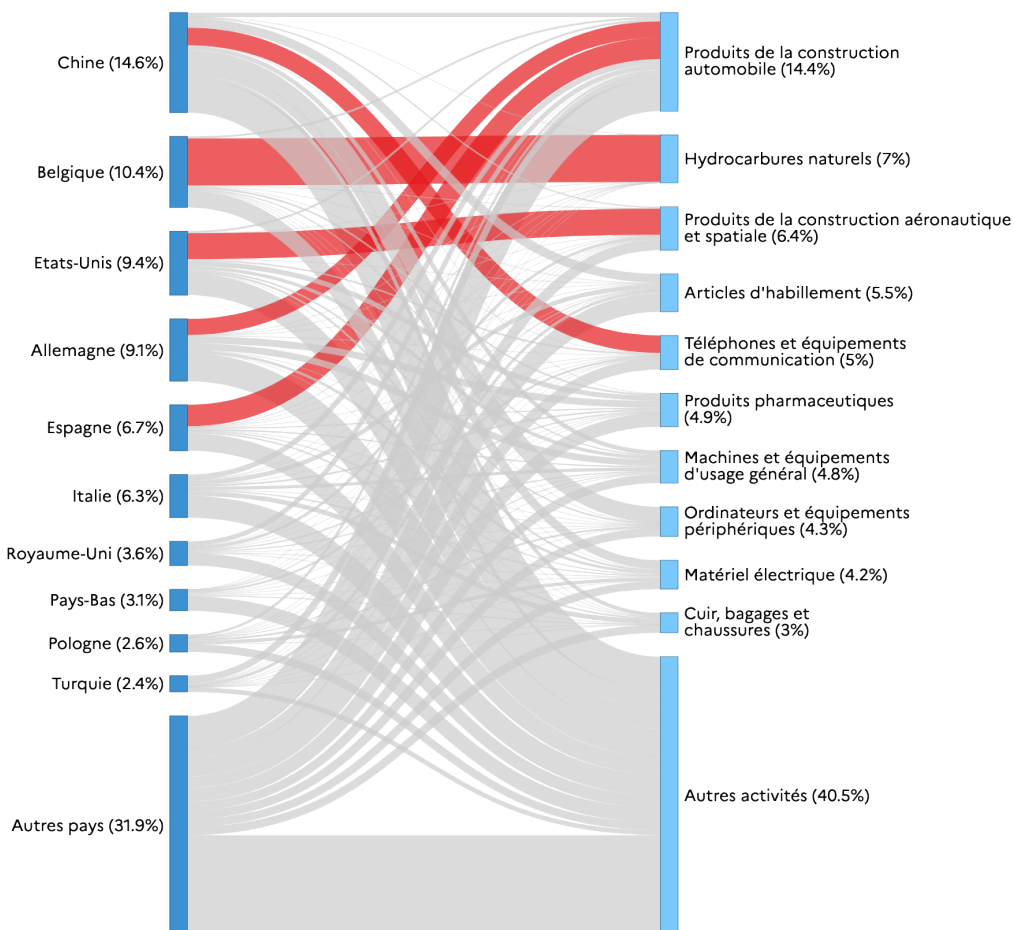 Chine (14.6%)
Belgique (10.4%)
Etats-Unis (9.4%)
Allemagne (9.1%)
Espagne (6.7%)
Italie (6.3%)
Royaume-Uni (3.6%)
Pays-Bas (3.1%)
Pologne (2.6%)
Turquie (2.4%)
Autres pays (31.9%)
Produits de la construction
automobile (14.4%)
Hydrocarbures naturels (7%)
Produits de la construction aéronautique
et spatiale (6.4%)
Articles d'habillement (5.5%)
Téléphones et équipements
de communication (5%)
Produits pharmaceutiques
(4.9%)
Machines et équipements
d'usage général (4.8%)
Ordinateurs et équipements
périphériques (4.3%)
Matériel électrique (4.2%)
Cuir, bagages et
chaussures (3%)
Autres activités (40.5%)